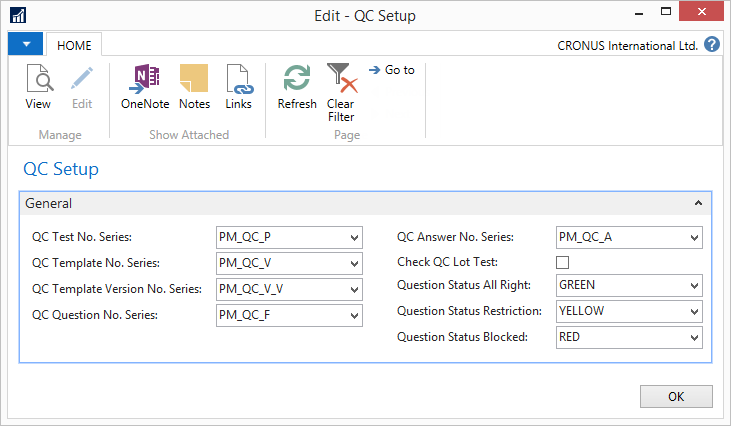 Edit - QC Setup
HOME
CRONUS International Ltd.
View
Edit
OneNote
Notes
Links
Refresh
Clear
Filter
Go to
Manage
Show Attached
Page
QC Setup
General
QC Test No. Series: PM_QC_P
QC Template No. Series: PM_QC_V
QC Template Version No. Series: PM_QC_V_V
QC Question No. Series: PM_QC_F
QC Answer No. Series: PM_QC_A
Check QC Lot Test:
Question Status All Right: GREEN
Question Status Restriction: YELLOW
Question Status Blocked: RED
OK